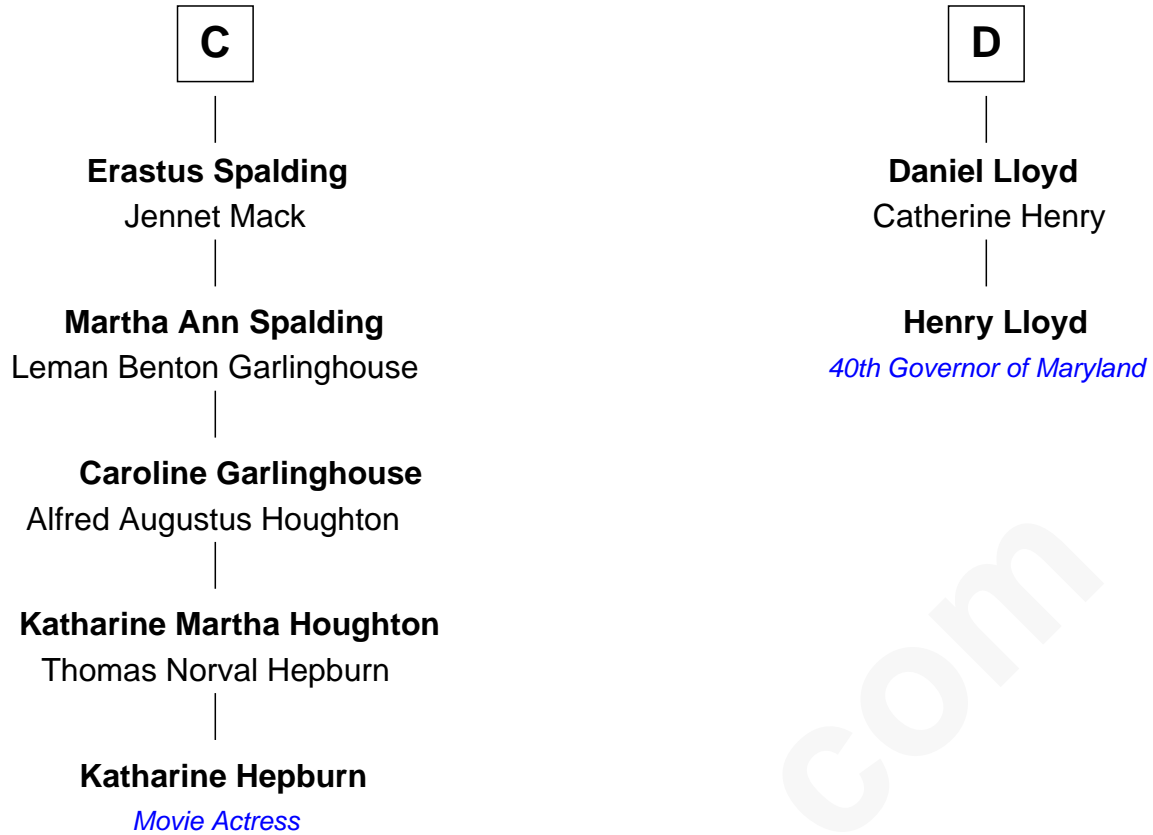 C
Erastus Spalding
Jennet Mack
Martha Ann Spalding
Leman Benton Garlinghouse
Caroline Garlinghouse
Alfred Augustus Houghton
Katharine Martha Houghton
Thomas Norval Hepburn
Katharine Hepburn
Movie Actress
D
Daniel Lloyd
Catherine Henry
Henry Lloyd
40th Governor of Maryland
com